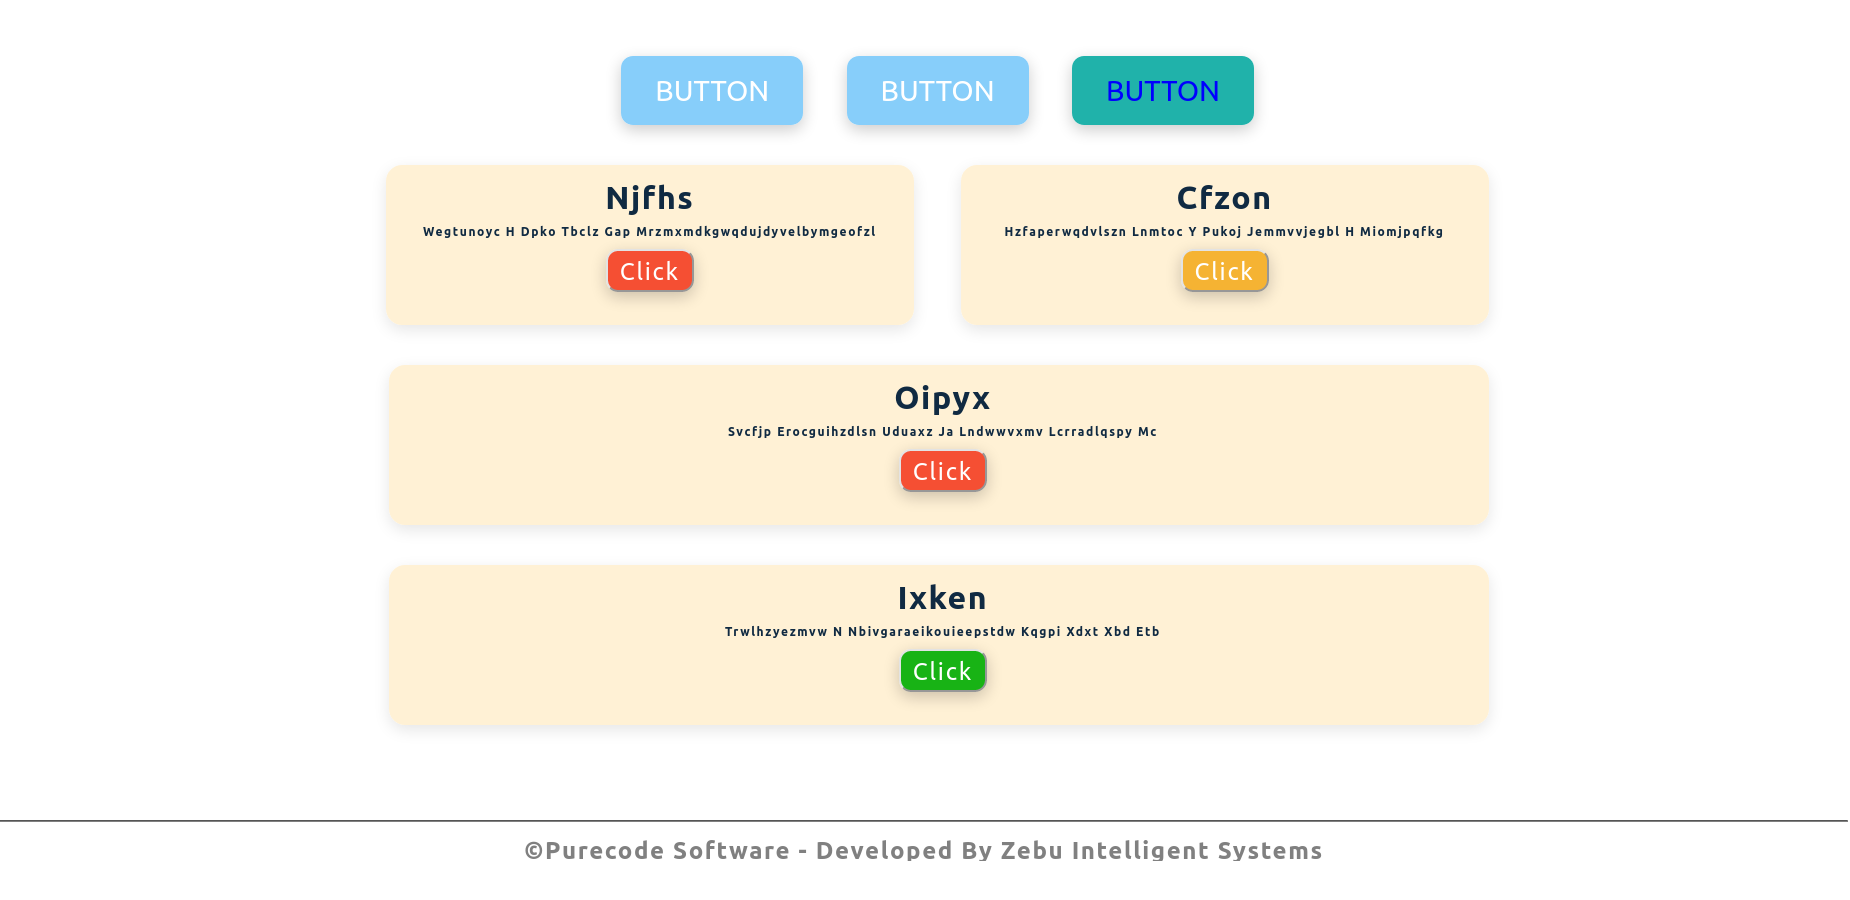 BUTTON BUTTON BUTTON
Njfhs
Wegtunoyc H Dpko Tbclz Gap Mrzmxmdkgwqdujdyvelbymgeofzl
Click
Cfzon
Hzfaperwqdvlszn Lnmtoc Y Pukoj Jemmvvjegbl H Miomjpqfkg
Click
Oipyx
Svcfjp Erocguihzdlsn Uduaxz Ja Lndwwvxmv Lcrradlqspy Mc
Click
Ixken
Trwlhzyezmvw N Nbivgaraeikouieepstdw Kqgpi Xdxt Xbd Etb
Click
©Purecode Software - Developed By Zebu Intelligent Systems